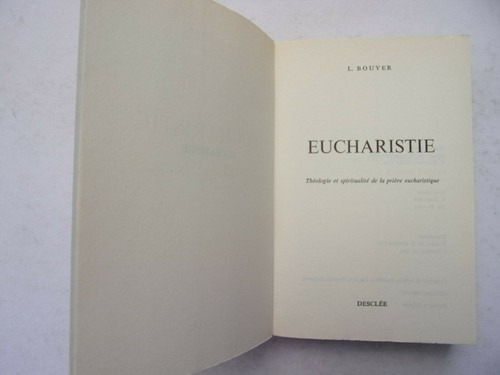 L. BOUYER
EUCHARISTIE
Théologie et spiritualité de la prière eucharistique
DESCLÉE